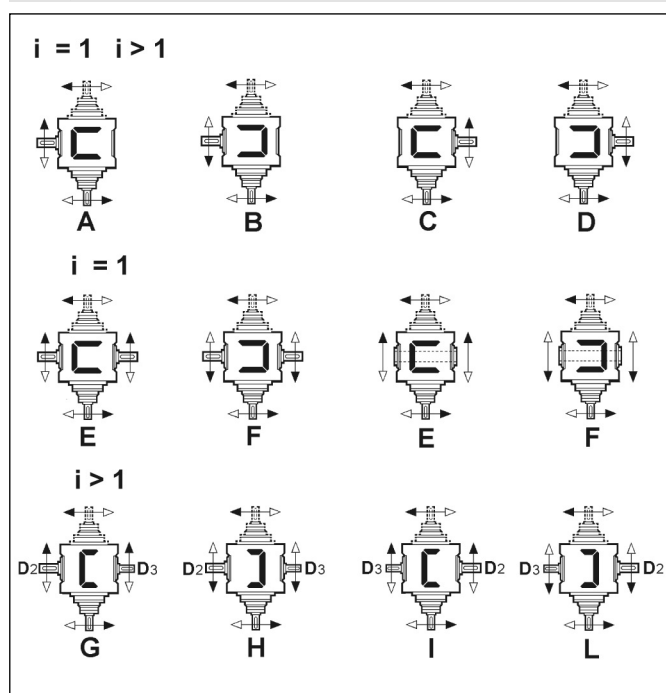 i = 1 i > 1
A B C D
i = 1
E F E F
i > 1
D2 D3 D2 D3 D3 D2 D3 D2
G H I L